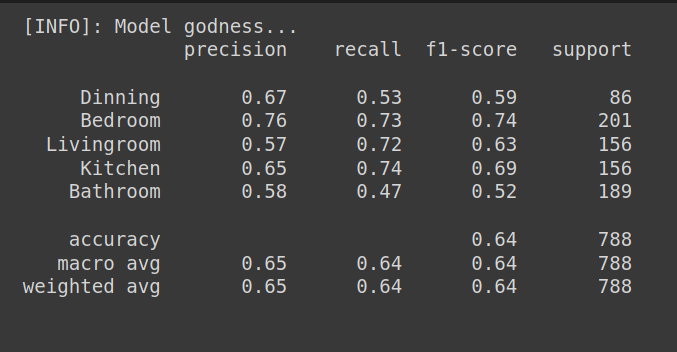 [INFO]: Model godness...
precision recall f1-score support
Dinning 0.67 0.53 0.59 86
Bedroom 0.76 0.73 0.74 201
Livingroom 0.57 0.72 0.63 156
Kitchen 0.65 0.74 0.69 156
Bathroom 0.58 0.47 0.52 189
accuracy 0.64 788
macro avg 0.65 0.64 0.64 788
weighted avg 0.65 0.64 0.64 788